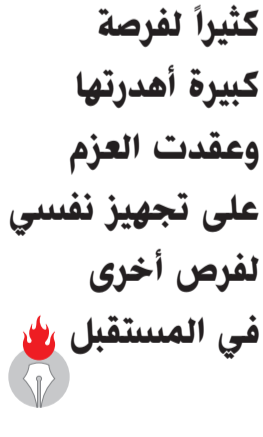 كثيراً لفرصة
كبيرة أهدرتها
وعقدت العزم
على تجهيز نفسي
لفرص أخرى
في المستقبل